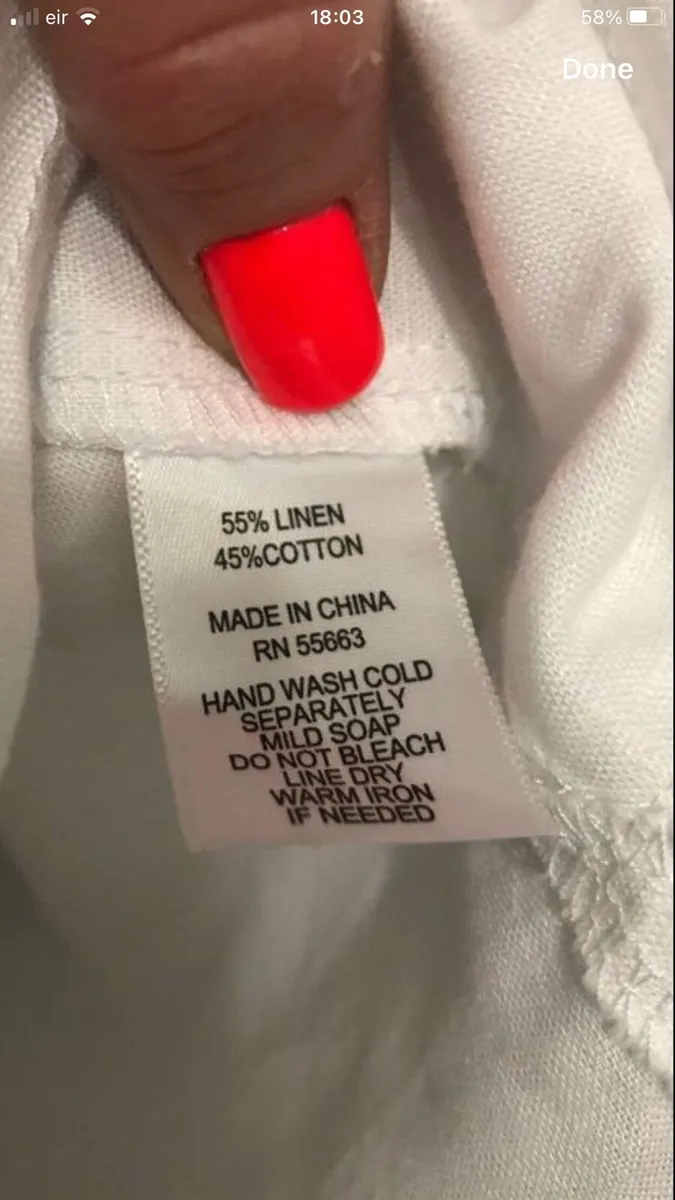 eir 18:03 58%
Done
55% LINEN
45%COTTON
MADE IN CHINA
RN 55663
HAND WASH COLD
SEPARATELY
MILD SOAP
DO NOT BLEACH
LINE DRY
WARM IRON
IF NEEDED